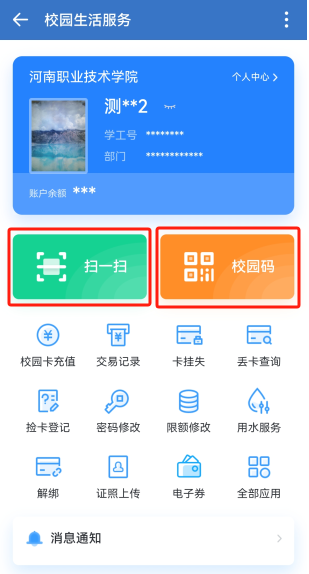 校园生活服务
河南职业技术学院 个人中心
测**2
学工号 ********
部门 ************
账户余额 ***
扫一扫 校园码
校园卡充值 交易记录 卡挂失 丢卡查询
捡卡登记 密码修改 限额修改 用水服务
解绑 证照上传 电子券 全部应用
消息通知